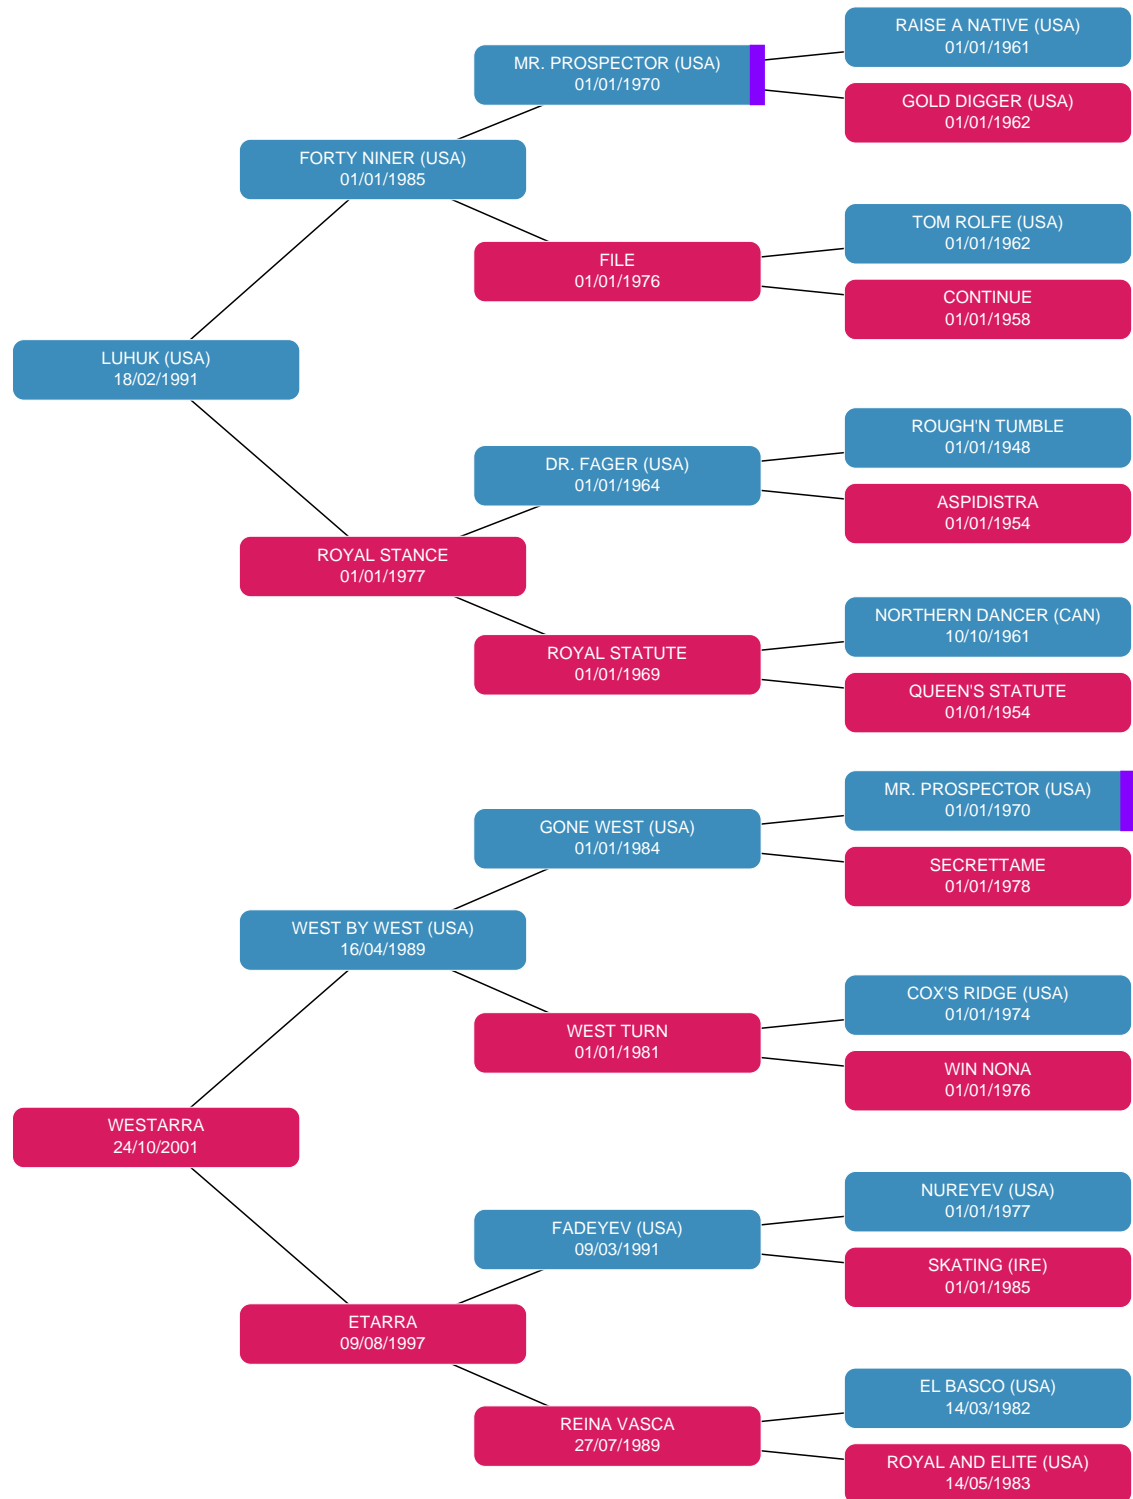 RAISE A NATIVE (USA)
01/01/1961
MR. PROSPECTOR (USA)
01/01/1970
GOLD DIGGER (USA)
01/01/1962
FORTY NINER (USA)
01/01/1985
TOM ROLFE (USA)
01/01/1962
FILE
01/01/1976
CONTINUE
01/01/1958
LUHUK (USA)
18/02/1991
ROUGH'N TUMBLE
01/01/1948
DR. FAGER (USA)
01/01/1964
ASPIDISTRA
01/01/1954
ROYAL STANCE
01/01/1977
NORTHERN DANCER (CAN)
10/10/1961
ROYAL STATUTE
01/01/1969
QUEEN'S STATUTE
01/01/1954
MR. PROSPECTOR (USA)
01/01/1970
GONE WEST (USA)
01/01/1984
SECRETTAME
01/01/1978
WEST BY WEST (USA)
16/04/1989
COX'S RIDGE (USA)
01/01/1974
WEST TURN
01/01/1981
WIN NONA
01/01/1976
WESTARRA
24/10/2001
NUREYEV (USA)
01/01/1977
FADEYEV (USA)
09/03/1991
SKATING (IRE)
01/01/1985
ETARRA
09/08/1997
EL BASCO (USA)
14/03/1982
REINA VASCA
27/07/1989
ROYAL AND ELITE (USA)
14/05/1983